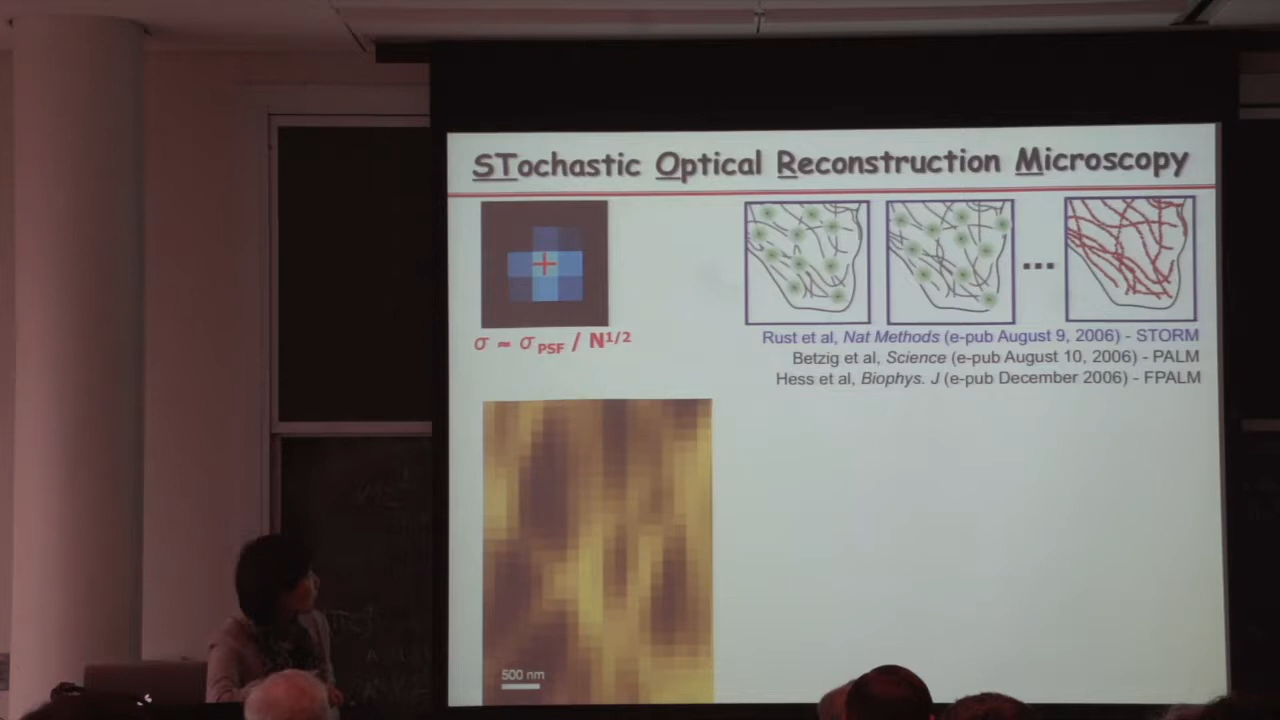 STochastic Optical Reconstruction Microscopy
σ ≈ σPSF / N1/2
...
Rust et al, Nat Methods (e-pub August 9, 2006) - STORM
Betzig et al, Science (e-pub August 10, 2006) - PALM
Hess et al, Biophys. J (e-pub December 2006) - FPALM
500 nm